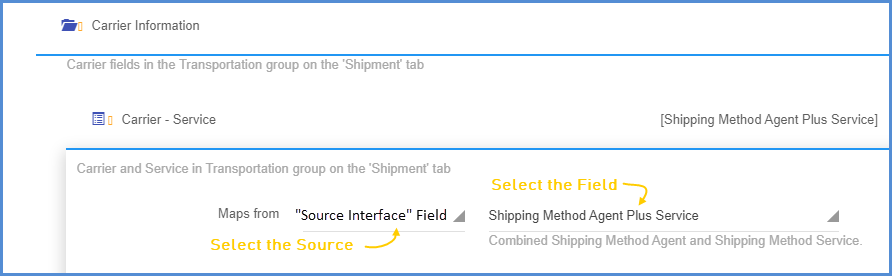 Carrier Information
Carrier fields in the Transportation group on the 'Shipment' tab
Carrier - Service [Shipping Method Agent Plus Service]
Carrier and Service in Transportation group on the 'Shipment' tab
Select the Field
Maps from "Source Interface" Field Shipping Method Agent Plus Service
Select the Source Combined Shipping Method Agent and Shipping Method Service.